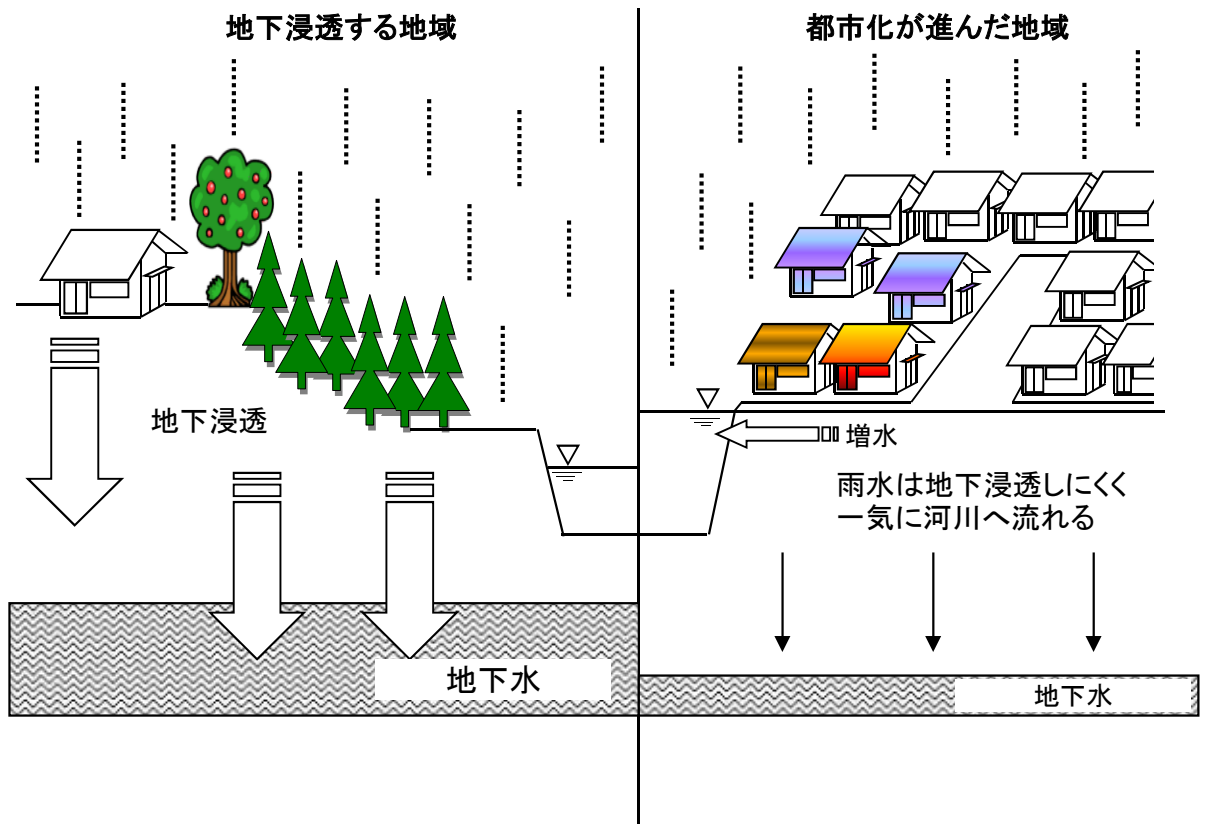 地下浸透する地域
都市化が進んだ地域
地下浸透
増水
雨水は地下浸透しにくく
一気に河川へ流れる
地下水
地下水